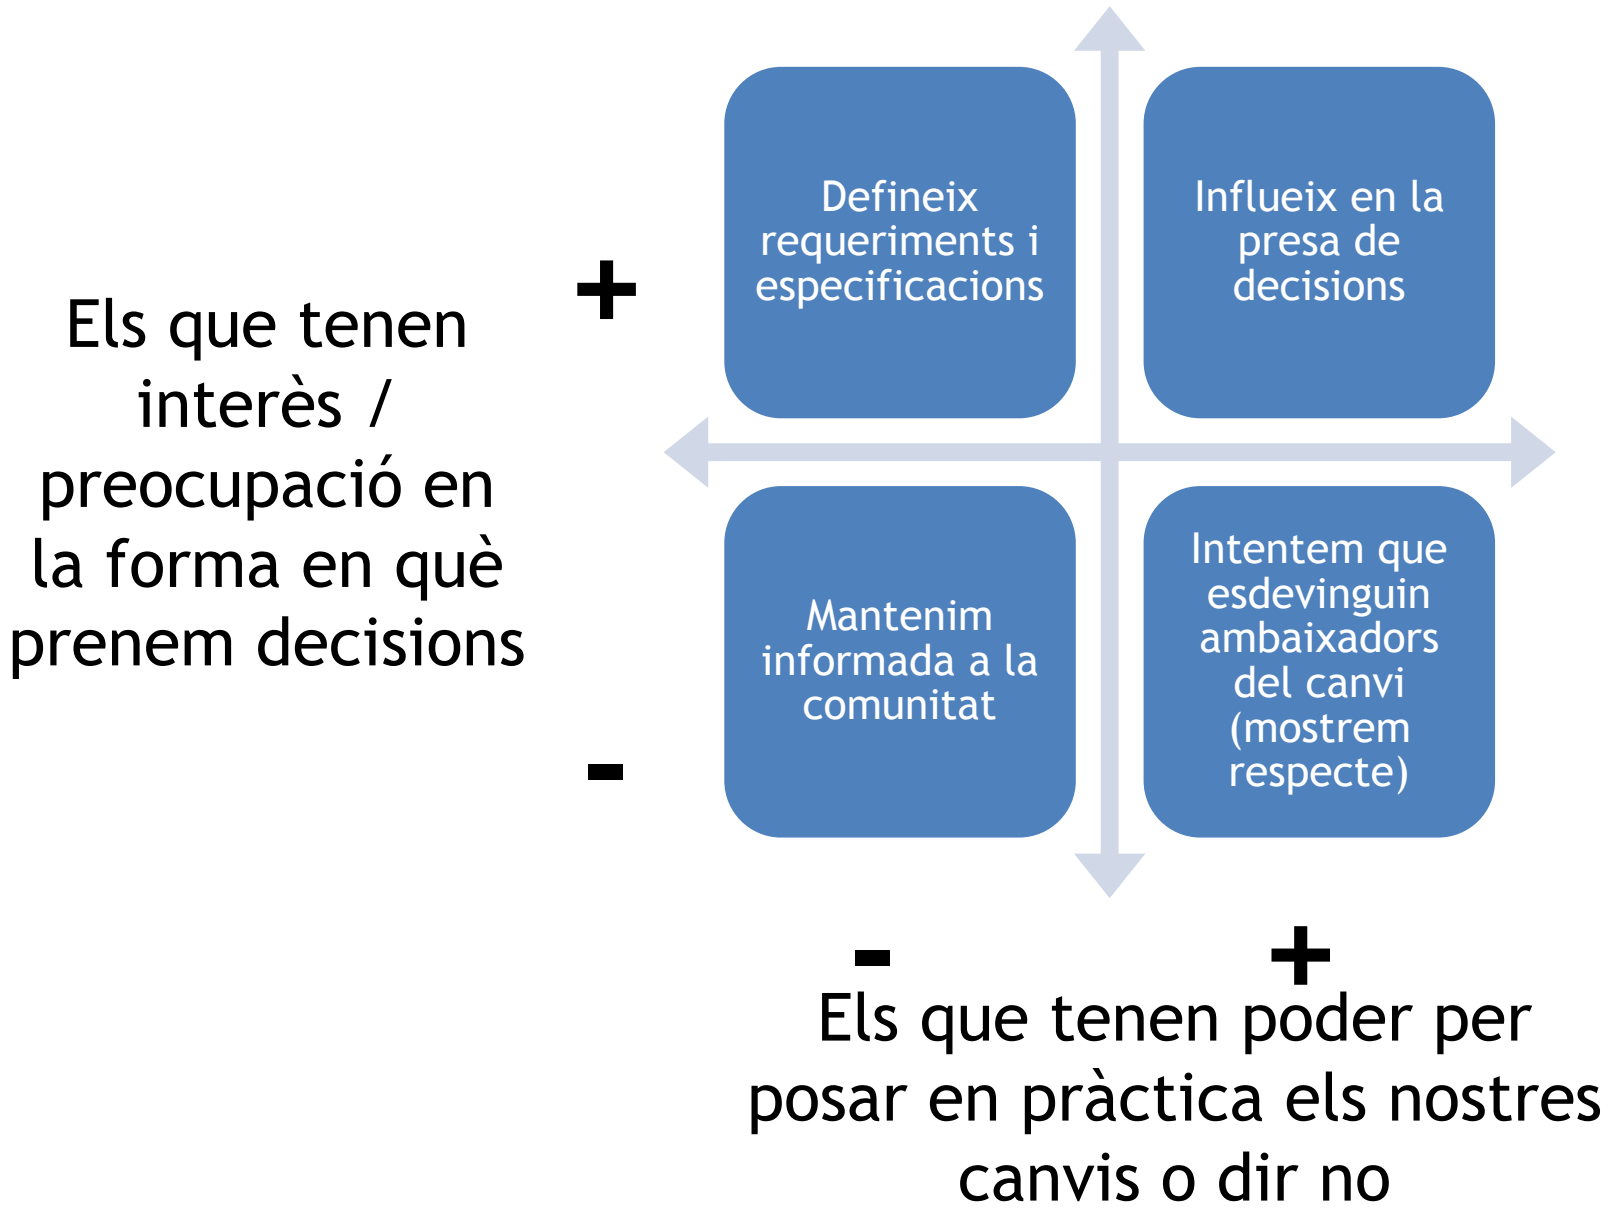 Els que tenen
interès /
preocupació en
la forma en què
prenem decisions
+
-
Defineix
requeriments i
especificacions
Influeix en la
presa de
decisions
Mantenim
informada a la
comunitat
Intentem que
esdevinguin
ambaixadors
del canvi
(mostrem
respecte)
- +
Els que tenen poder per
posar en pràctica els nostres
canvis o dir no